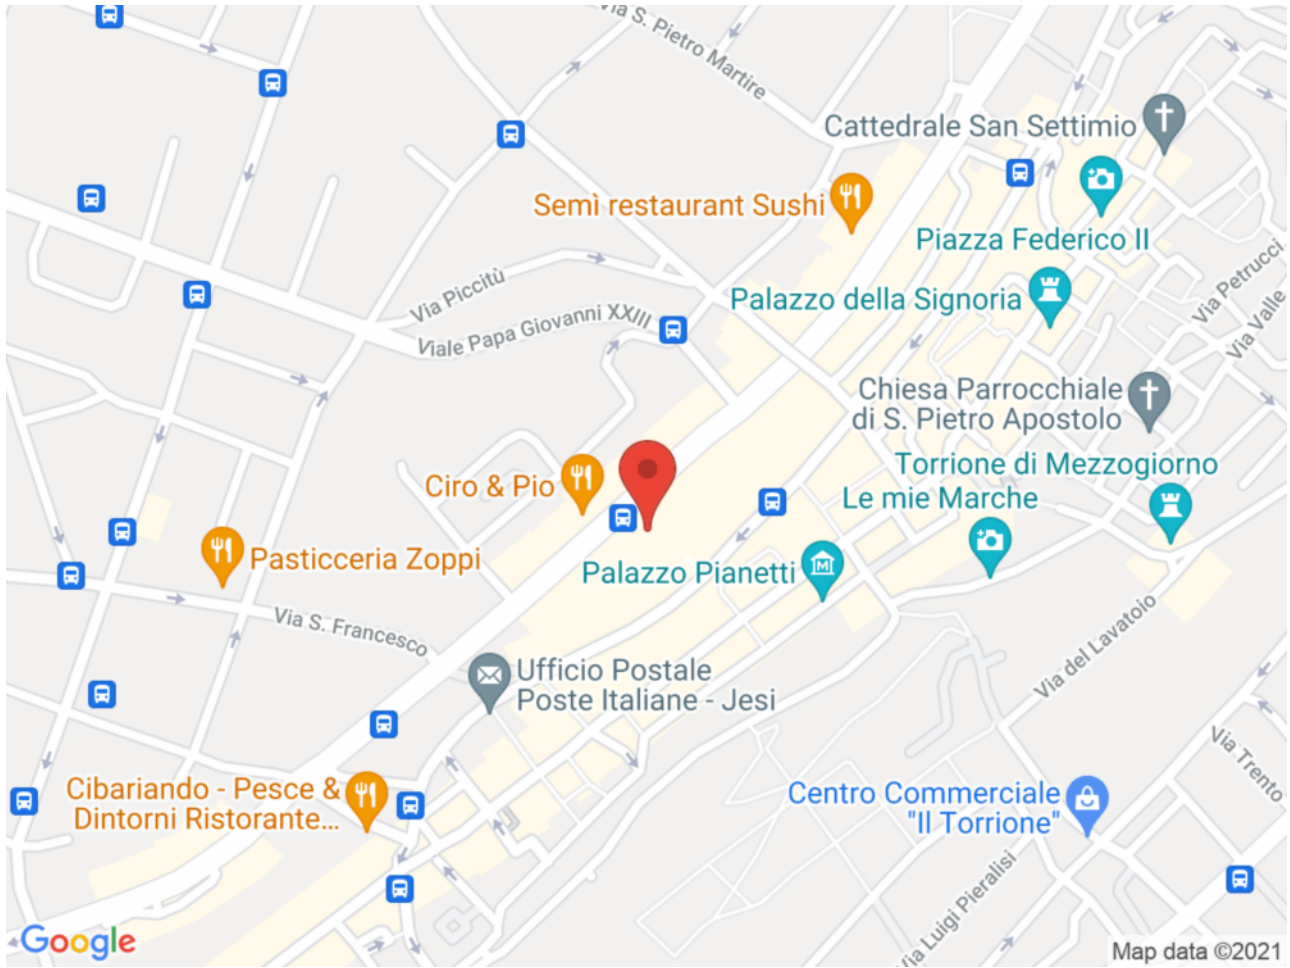 Via S. Pietro Martire
Cattedrale San Settimio
Semì restaurant Sushi
Piazza Federico II
Via Petrucci
Via Piccitù
Palazzo della Signoria
Via Valle
Viale Papa Giovanni XXIII
Chiesa Parrocchiale
di S. Pietro Apostolo
Torrione di Mezzogiorno
Ciro & Pio
Le mie Marche
Pasticceria Zoppi
Palazzo Pianetti
M
Via S. Francesco
Via del Lavatoio
Ufficio Postale
Poste Italiane - Jesi
Via Trento
Cibariando - Pesce &
Dintorni Ristorante...
Centro Commerciale
"Il Torrione"
Via Luigi Pieralisi
Google
Map data ©2021